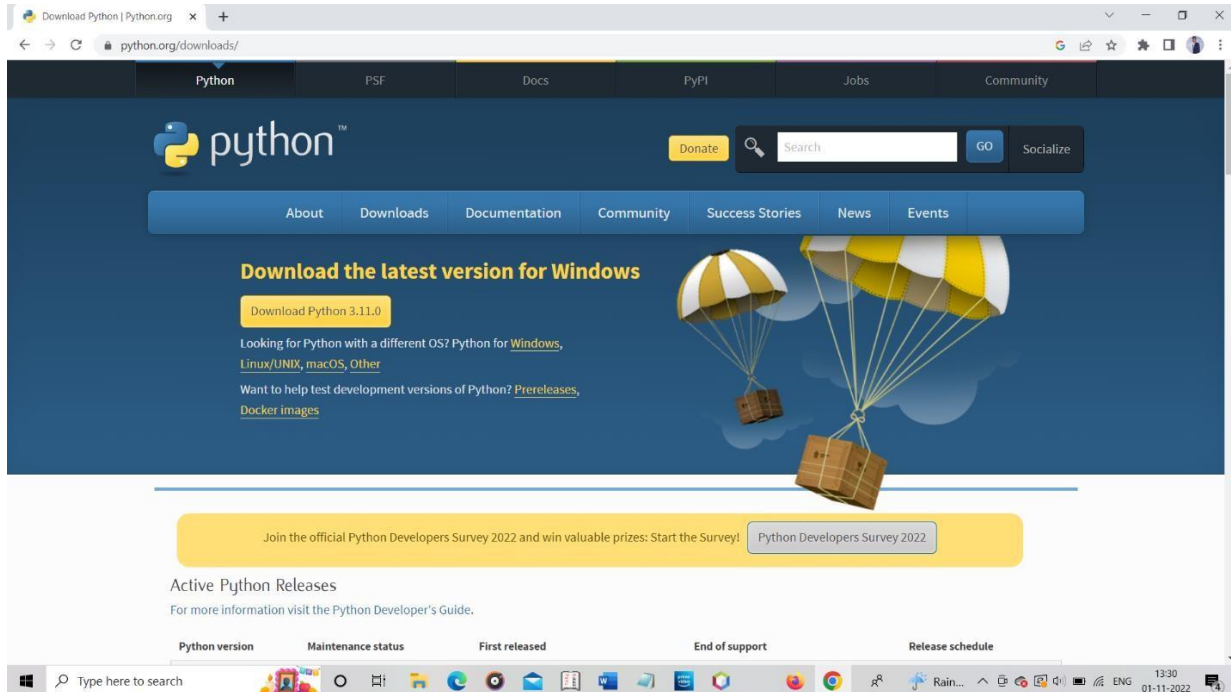 Download Python | Python.org
python.org/downloads/
Python PSF Docs PyPI Jobs Community
python™
Donate Search GO Socialize
About Downloads Documentation Community Success Stories News Events
Download the latest version for Windows
Download Python 3.11.0
Looking for Python with a different OS? Python for Windows,
Linux/UNIX, macOS, Other
Want to help test development versions of Python? Prereleases,
Docker images
Join the official Python Developers Survey 2022 and win valuable prizes: Start the Survey! Python Developers Survey 2022
Active Python Releases
For more information visit the Python Developer's Guide.
Python version Maintenance status First released End of support Release schedule
Type here to search Rain... ENG 13:30
01-11-2022